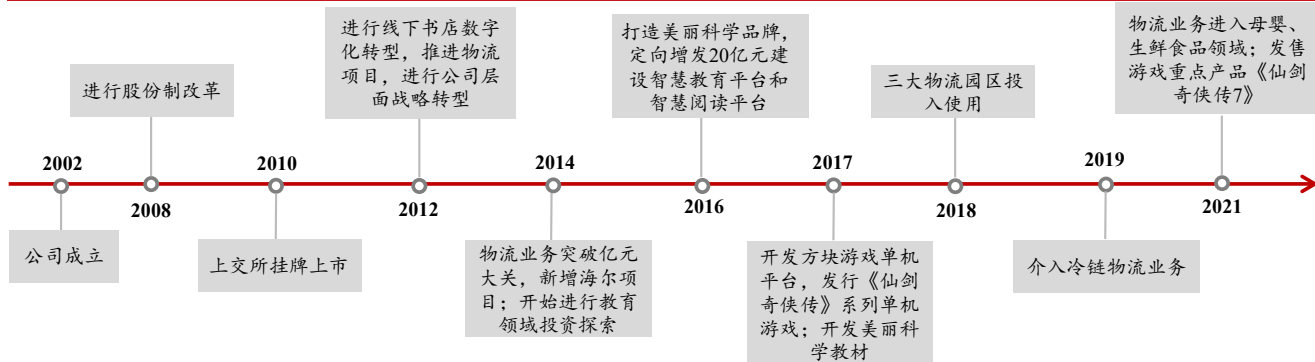 2002
公司成立
进行股份制改革
2008
2010
上交所挂牌上市
进行线下书店数字
化转型，推进物流
项目，进行公司层
面战略转型
2012
2014
物流业务突破亿元
大关，新增海尔项
目；开始进行教育
领域投资探索
打造美丽科学品牌，
定向增发20亿元建
设智慧教育平台和
智慧阅读平台
2016
2017
开发方块游戏单机
平台，发行《仙剑
奇侠传》系列单机
游戏；开发美丽科
学教材
三大物流园区投
入使用
2018
2019
介入冷链物流业务
物流业务进入母婴、
生鲜食品领域；发售
游戏重点产品《仙剑
奇侠传7》
2021